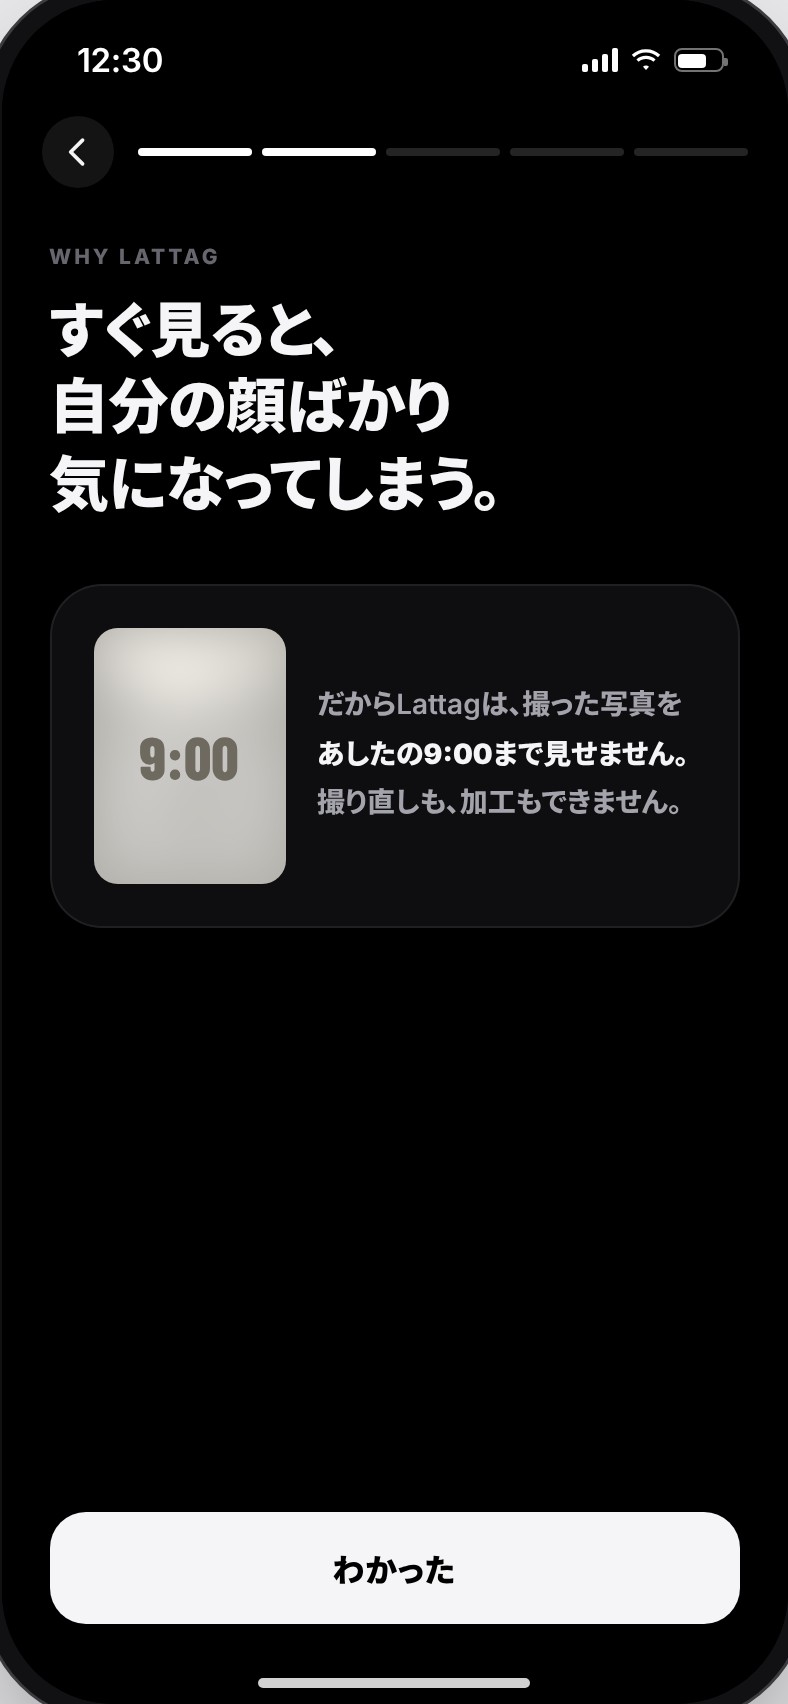 12:30
WHY LATTAG
すぐ見ると、
自分の顔ばかり
気になってしまう。
9:00
だからLattagは、撮った写真を
あしたの9:00まで見せません。
撮り直しも、加工もできません。
わかった